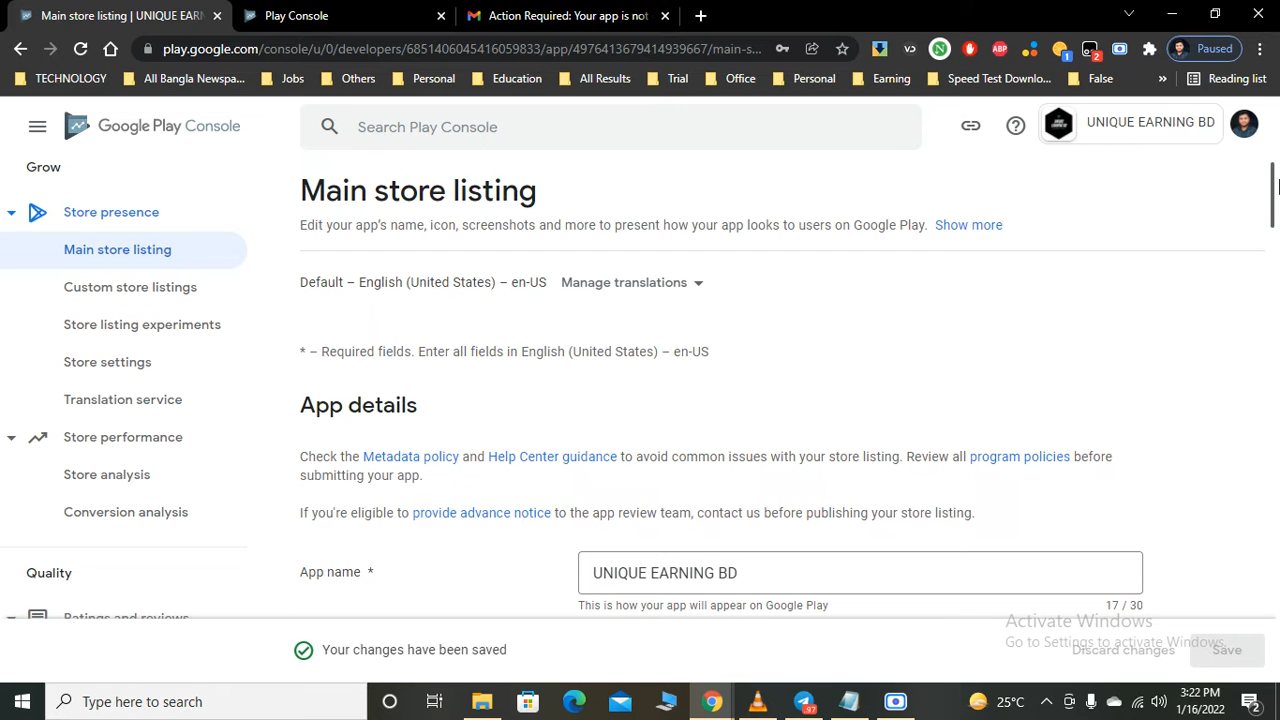 Main store listing | UNIQUE EARN
Play Console
Action Required: Your app is not
play.google.com/console/u/0/developers/6851406045416059833/app/4976413679414939667/main-s...
Paused
TECHNOLOGY
All Bangla Newspa...
Jobs
Others
Personal
Education
All Results
Trial
Office
Personal
Earning
Speed Test Downlo...
False
Reading list
Google Play Console
Search Play Console
UNIQUE EARNING BD
Grow
Store presence
Main store listing
Custom store listings
Store listing experiments
Store settings
Translation service
Store performance
Store analysis
Conversion analysis
Quality
Ratings and reviews
Main store listing
Edit your app's name, icon, screenshots and more to present how your app looks to users on Google Play. Show more
Default – English (United States) – en-US Manage translations
* – Required fields. Enter all fields in English (United States) – en-US
App details
Check the Metadata policy and Help Center guidance to avoid common issues with your store listing. Review all program policies before
submitting your app.
If you're eligible to provide advance notice to the app review team, contact us before publishing your store listing.
App name *
UNIQUE EARNING BD
This is how your app will appear on Google Play 17 / 30
Activate Windows
Go to Settings to activate Windows.
Your changes have been saved
Discard changes
Save
Type here to search
97
25°C
3:22 PM
1/16/2022
2